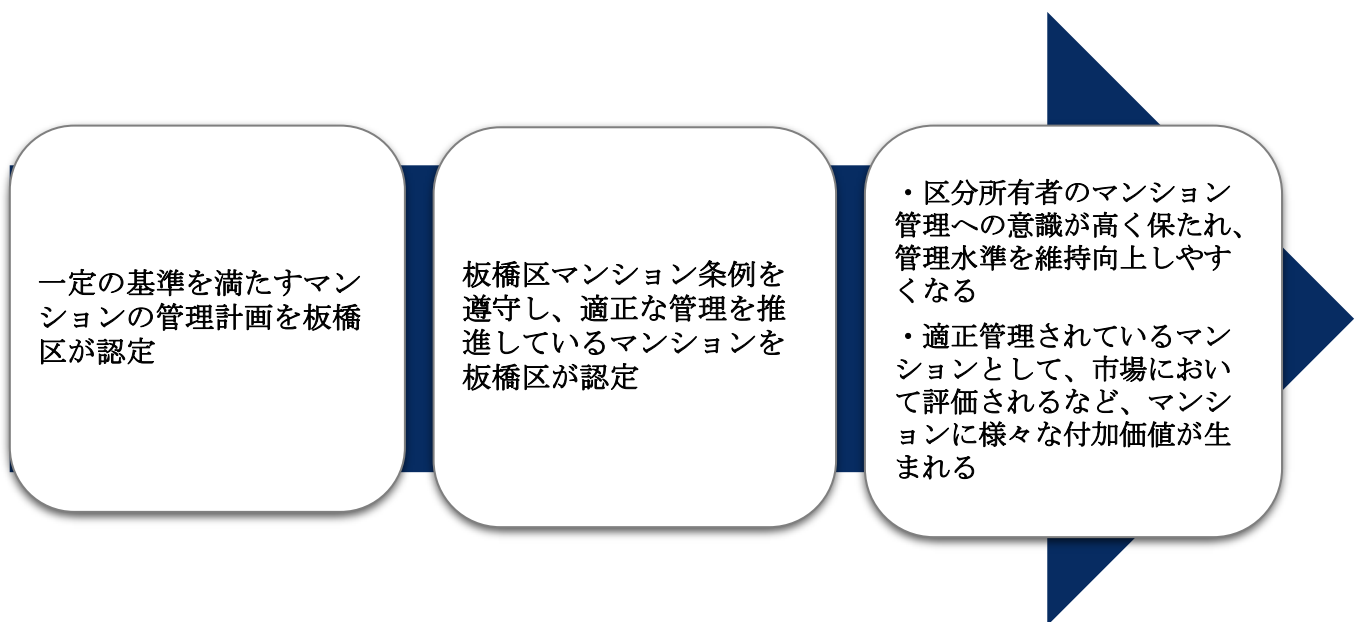 一定の基準を満たすマン
ションの管理計画を板橋
区が認定
板橋区マンション条例を
遵守し、適正な管理を推
進しているマンションを
板橋区が認定
・区分所有者のマンション
管理への意識が高く保たれ、
管理水準を維持向上しやす
くなる
・適正管理されているマン
ションとして、市場におい
て評価されるなど、マンシ
ョンに様々な付加価値が生
まれる